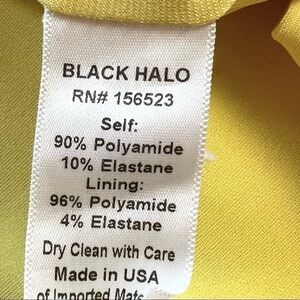 BLACK HALO
RN# 156523
Self:
90% Polyamide
10% Elastane
Lining:
96% Polyamide
4% Elastane
Dry Clean with Care
Made in USA
of Imported Mats